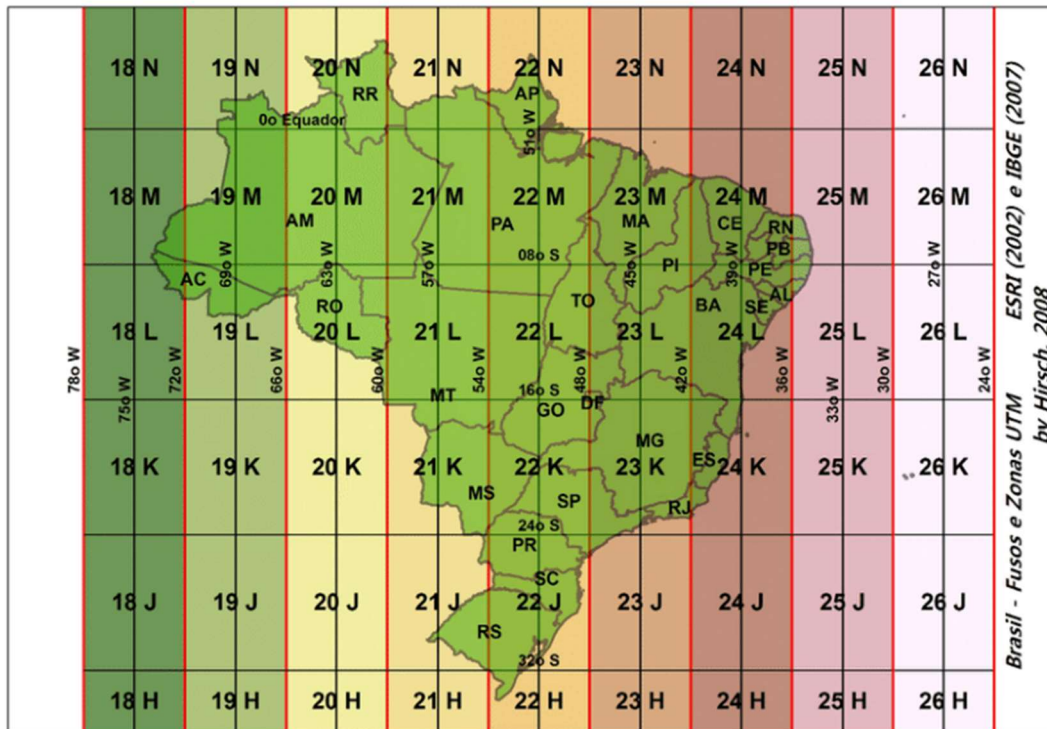 18 N 19 N 20 N 21 N 22 N 23 N 24 N 25 N 26 N
RR AP
0o Equador
51o W
18 M 19 M 20 M 21 M 22 M 23 M 24 M 25 M 26 M
AM PA MA CE RN
PB
08o S
PI PE
69o W 63o W 57o W 45o W 39o W 27o W
AC RO TO BA SE AL
18 L 19 L 20 L 21 L 22 L 23 L 24 L 25 L 26 L
78o W 72o W 66o W 60o W 54o W 48o W 42o W 36o W 30o W 24o W
75o W 33o W
16o S
MT GO DF
MG
18 K 19 K 20 K 21 K 22 K 23 K ES 24 K 25 K 26 K
MS SP RJ
24o S
PR
SC
18 J 19 J 20 J 21 J 22 J 23 J 24 J 25 J 26 J
RS
32o S
18 H 19 H 20 H 21 H 22 H 23 H 24 H 25 H 26 H
Brasil - Fusos e Zonas UTM ESRI (2002) e IBGE (2007)
by Hirsch, 2008